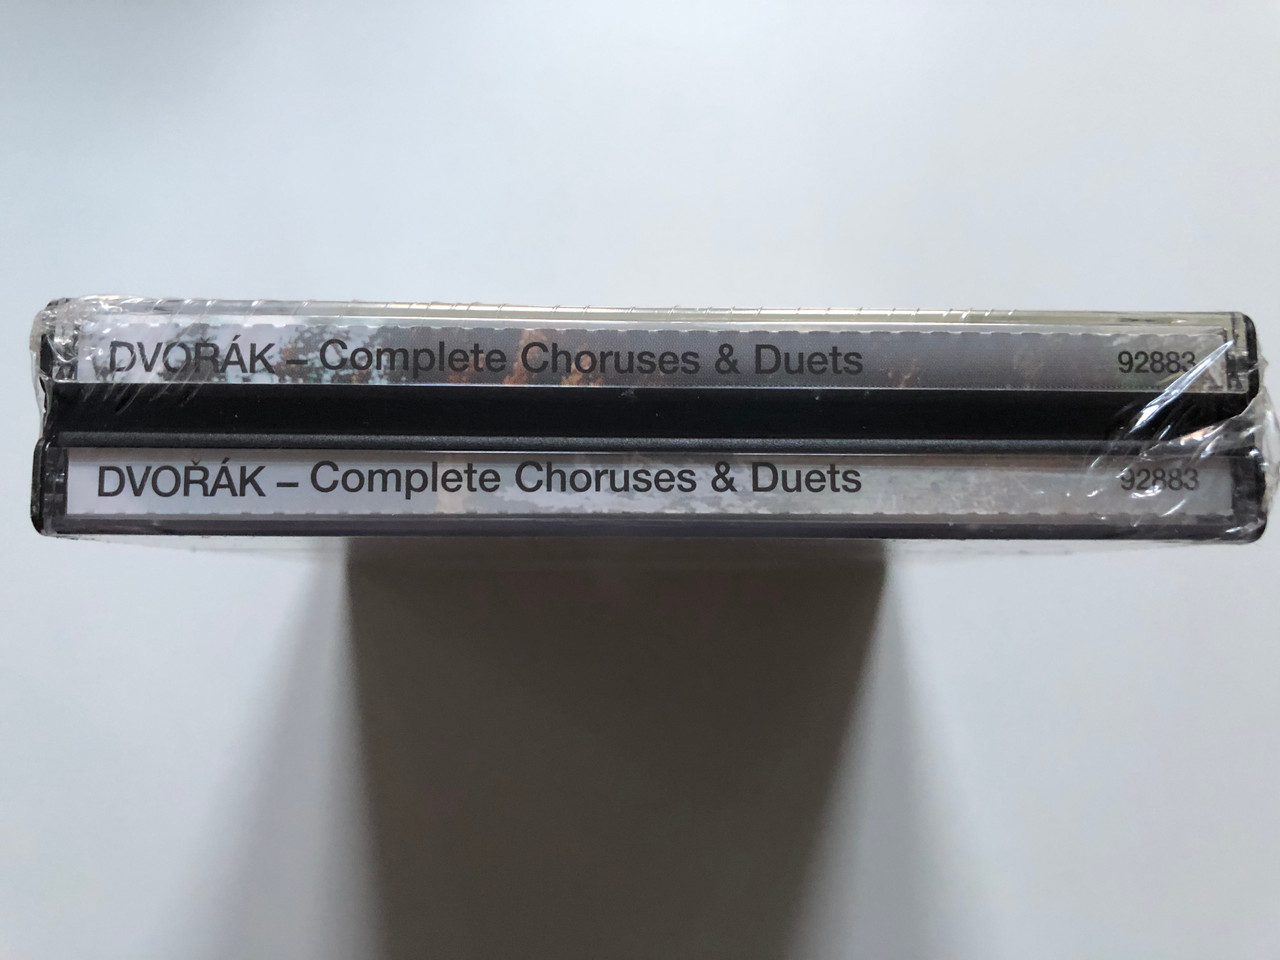 DVOŘÁK – Complete Choruses & Duets 92883
DVOŘÁK – Complete Choruses & Duets 92883